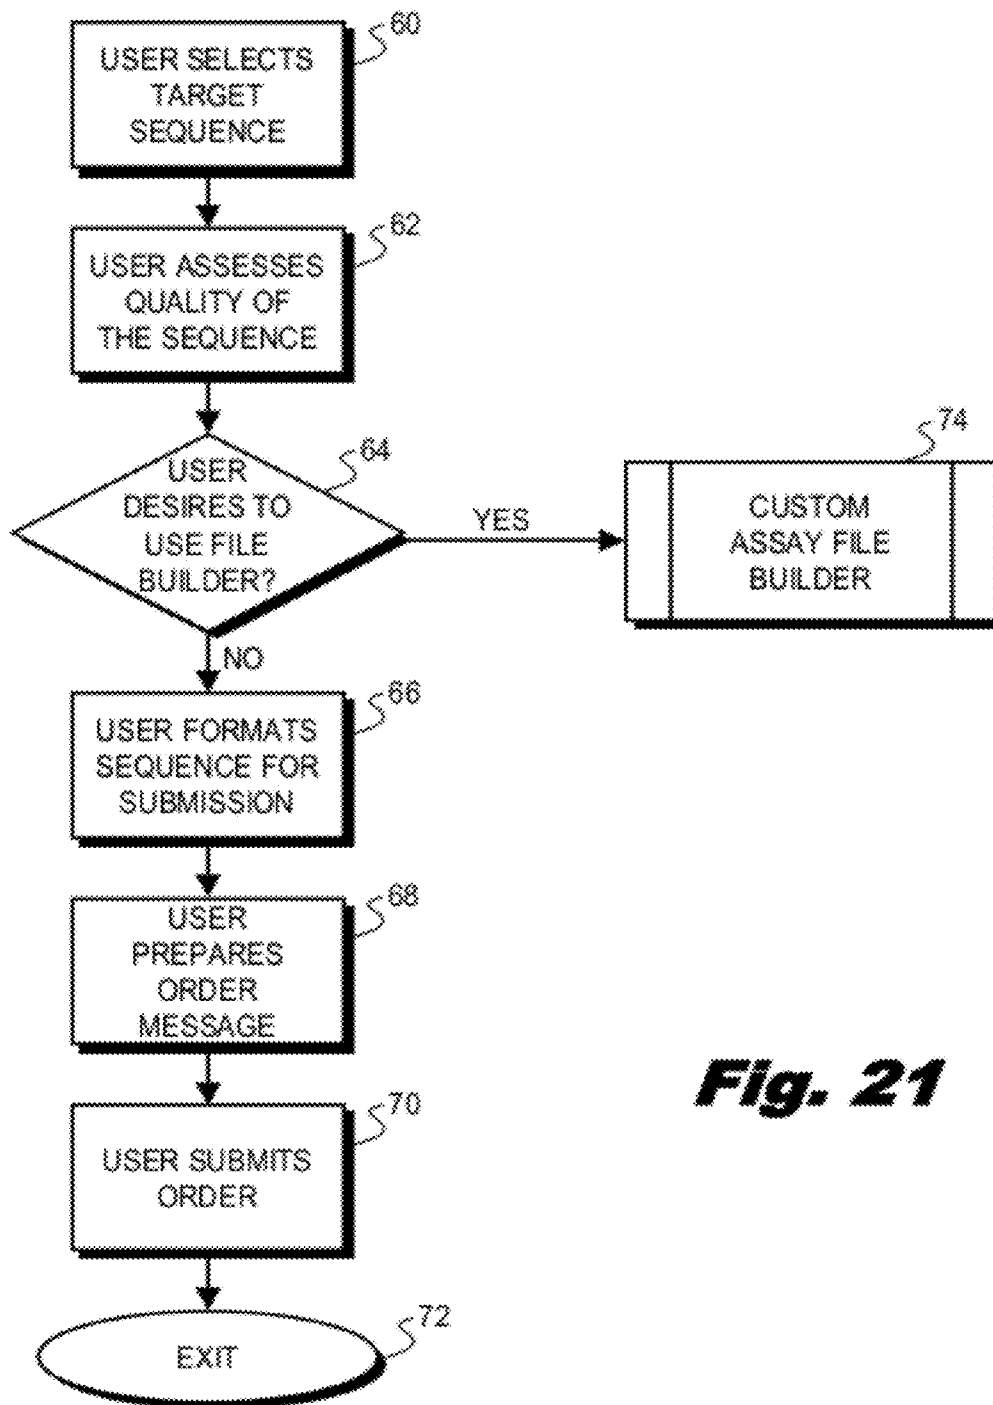 60
USER SELECTS
TARGET
SEQUENCE
62
USER ASSESSES
QUALITY OF
THE SEQUENCE
64
USER
DESIRES TO
USE FILE
BUILDER?
YES
74
CUSTOM
ASSAY FILE
BUILDER
NO
66
USER FORMATS
SEQUENCE FOR
SUBMISSION
68
USER
PREPARES
ORDER
MESSAGE
Fig. 21
70
USER SUBMITS
ORDER
72
EXIT